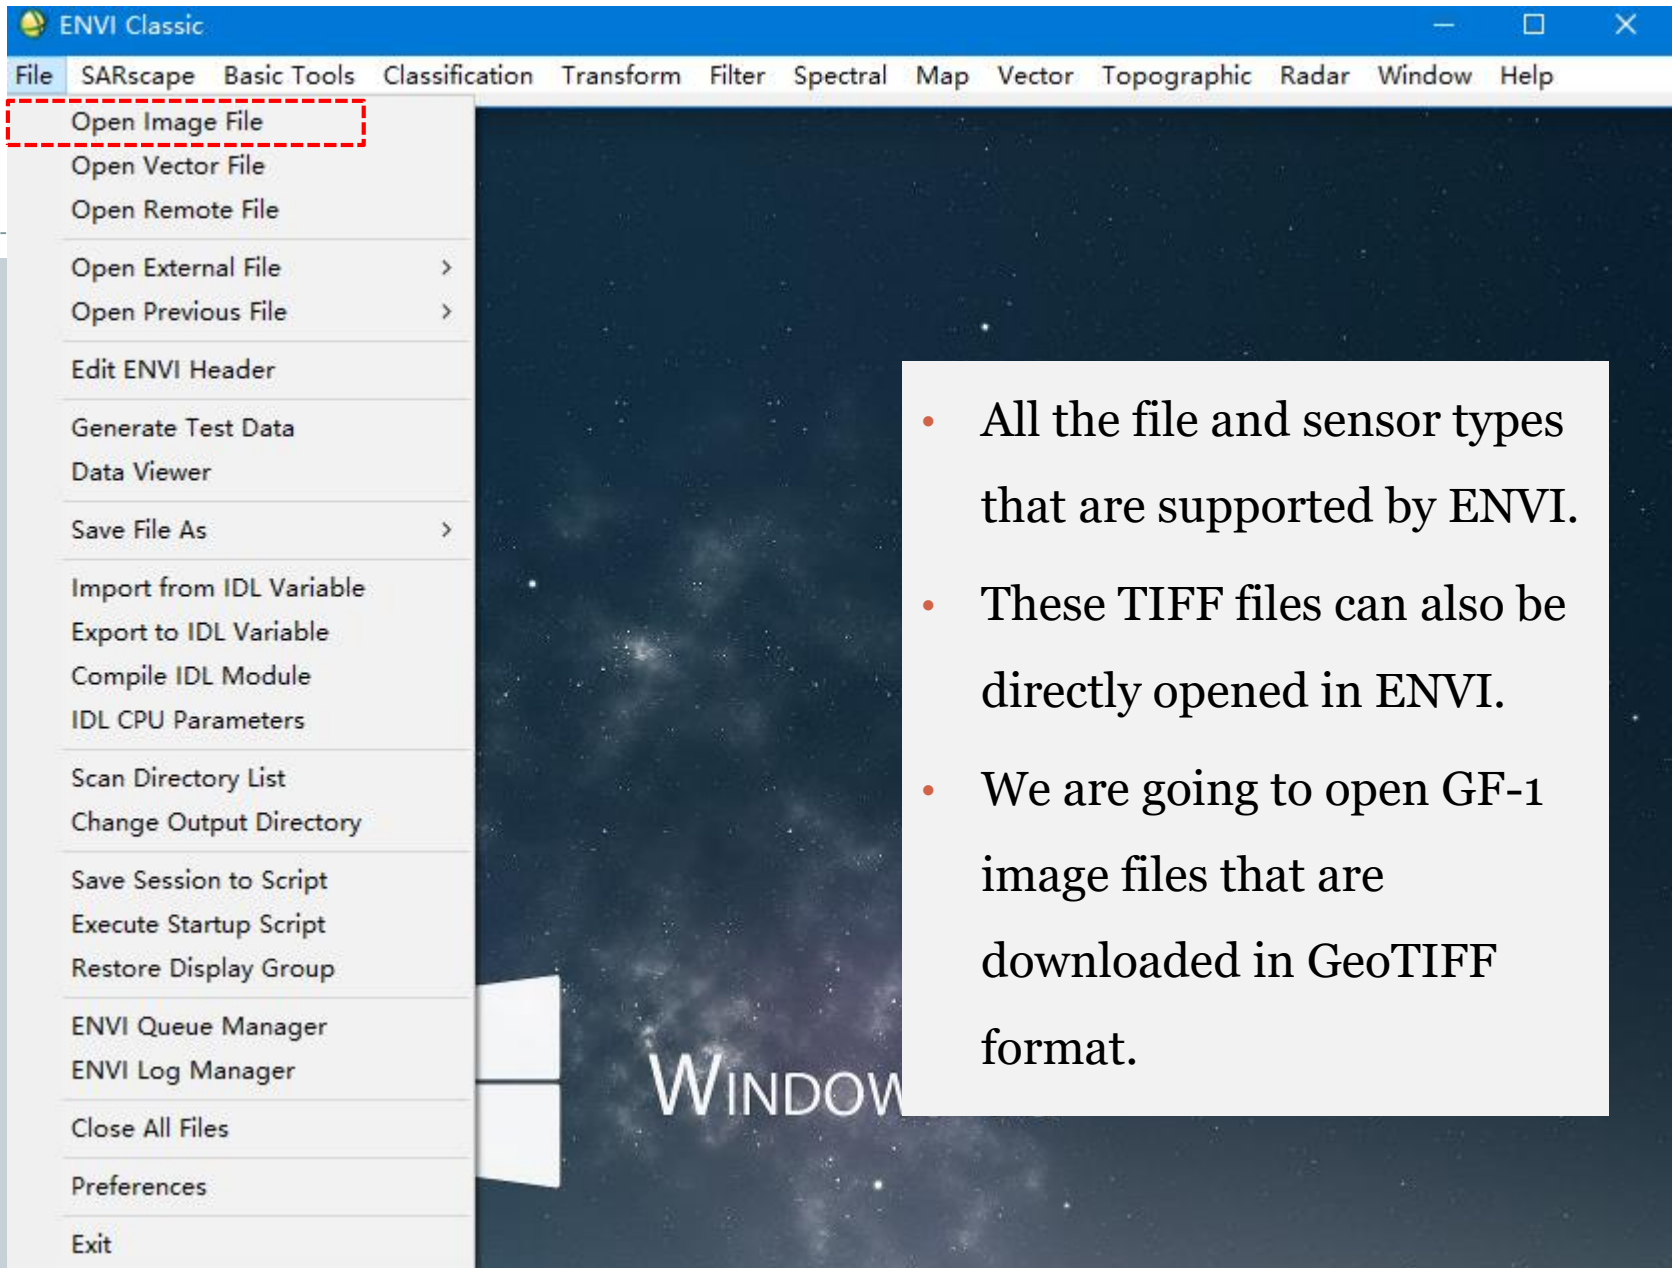 ENVI Classic
File SARscape Basic Tools Classification Transform Filter Spectral Map Vector Topographic Radar Window Help
Open Image File
Open Vector File
Open Remote File
Open External File >
Open Previous File >
Edit ENVI Header
Generate Test Data
Data Viewer
Save File As >
Import from IDL Variable
Export to IDL Variable
Compile IDL Module
IDL CPU Parameters
Scan Directory List
Change Output Directory
Save Session to Script
Execute Startup Script
Restore Display Group
ENVI Queue Manager
ENVI Log Manager
Close All Files
Preferences
Exit
• All the file and sensor types
that are supported by ENVI.
• These TIFF files can also be
directly opened in ENVI.
• We are going to open GF-1
image files that are
downloaded in GeoTIFF
format.
WINDOW